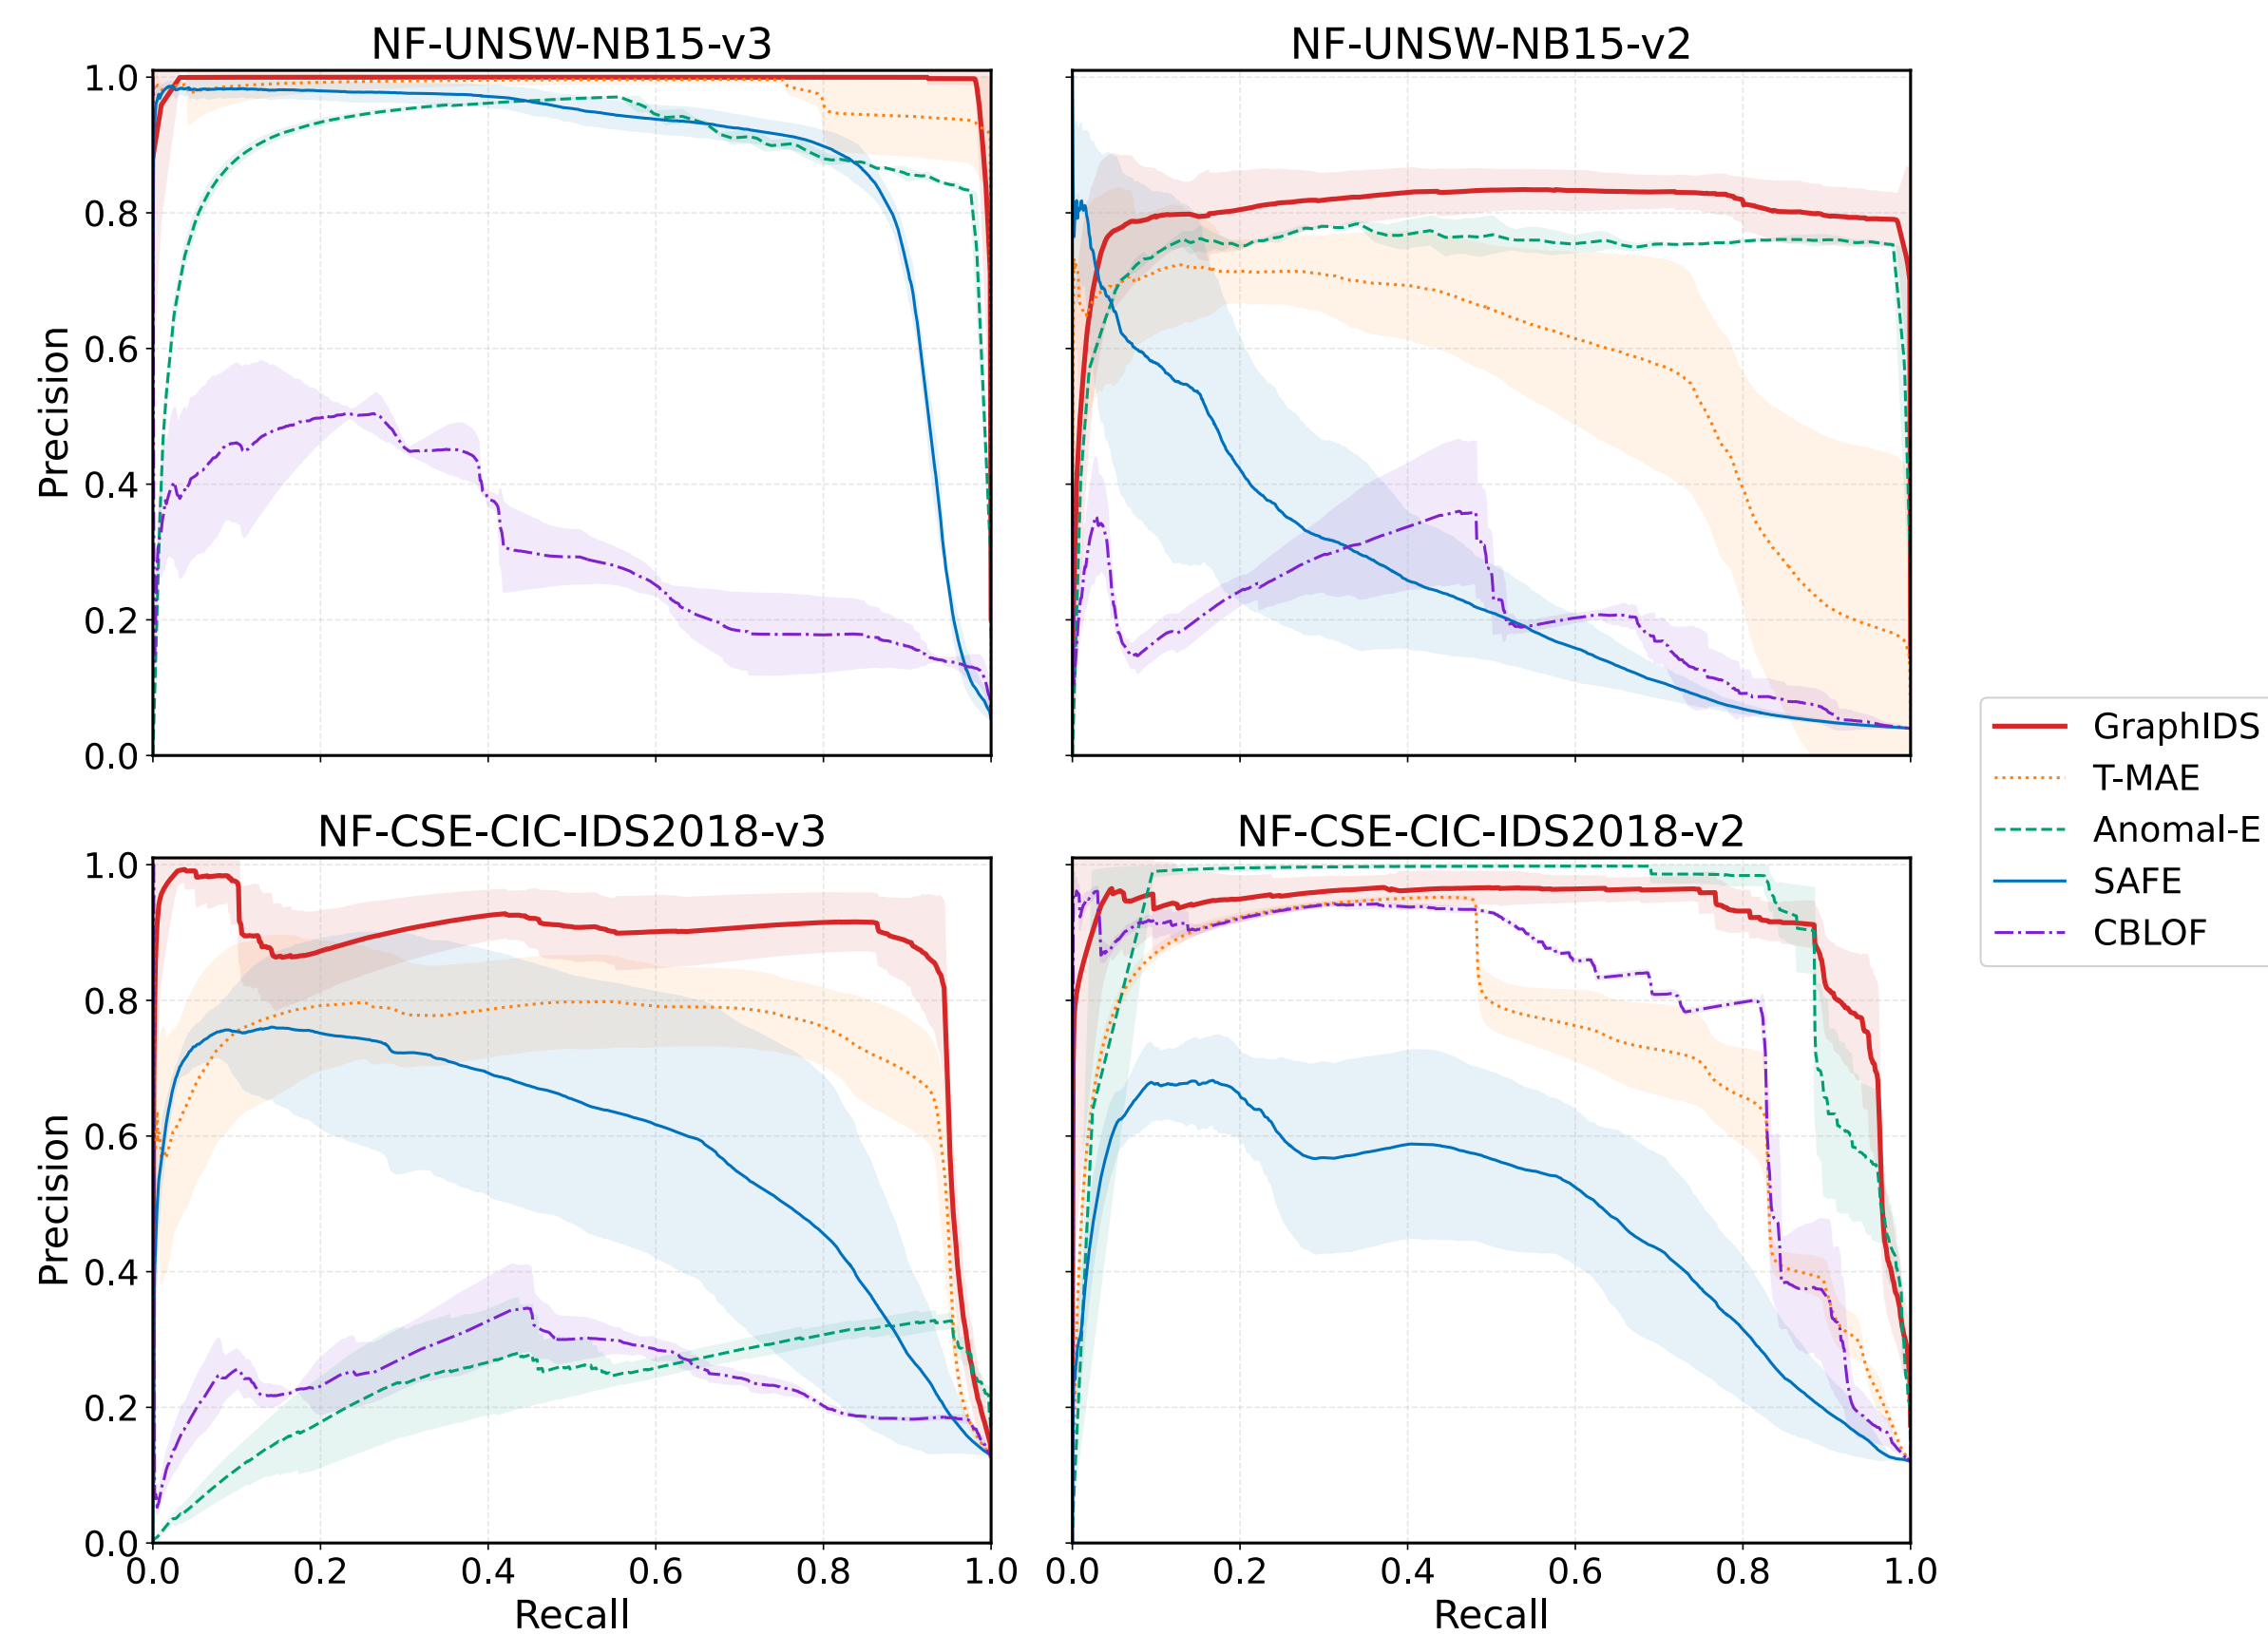 NF-UNSW-NB15-v3
NF-UNSW-NB15-v2
1.0
0.8
0.6
0.4
0.2
0.0
Precision
GraphIDS
T-MAE
Anomal-E
SAFE
CBLOF
NF-CSE-CIC-IDS2018-v3
NF-CSE-CIC-IDS2018-v2
1.0
0.8
0.6
0.4
0.2
0.0
Precision
0.0 0.2 0.4 0.6 0.8 1.0
0.0 0.2 0.4 0.6 0.8 1.0
Recall
Recall